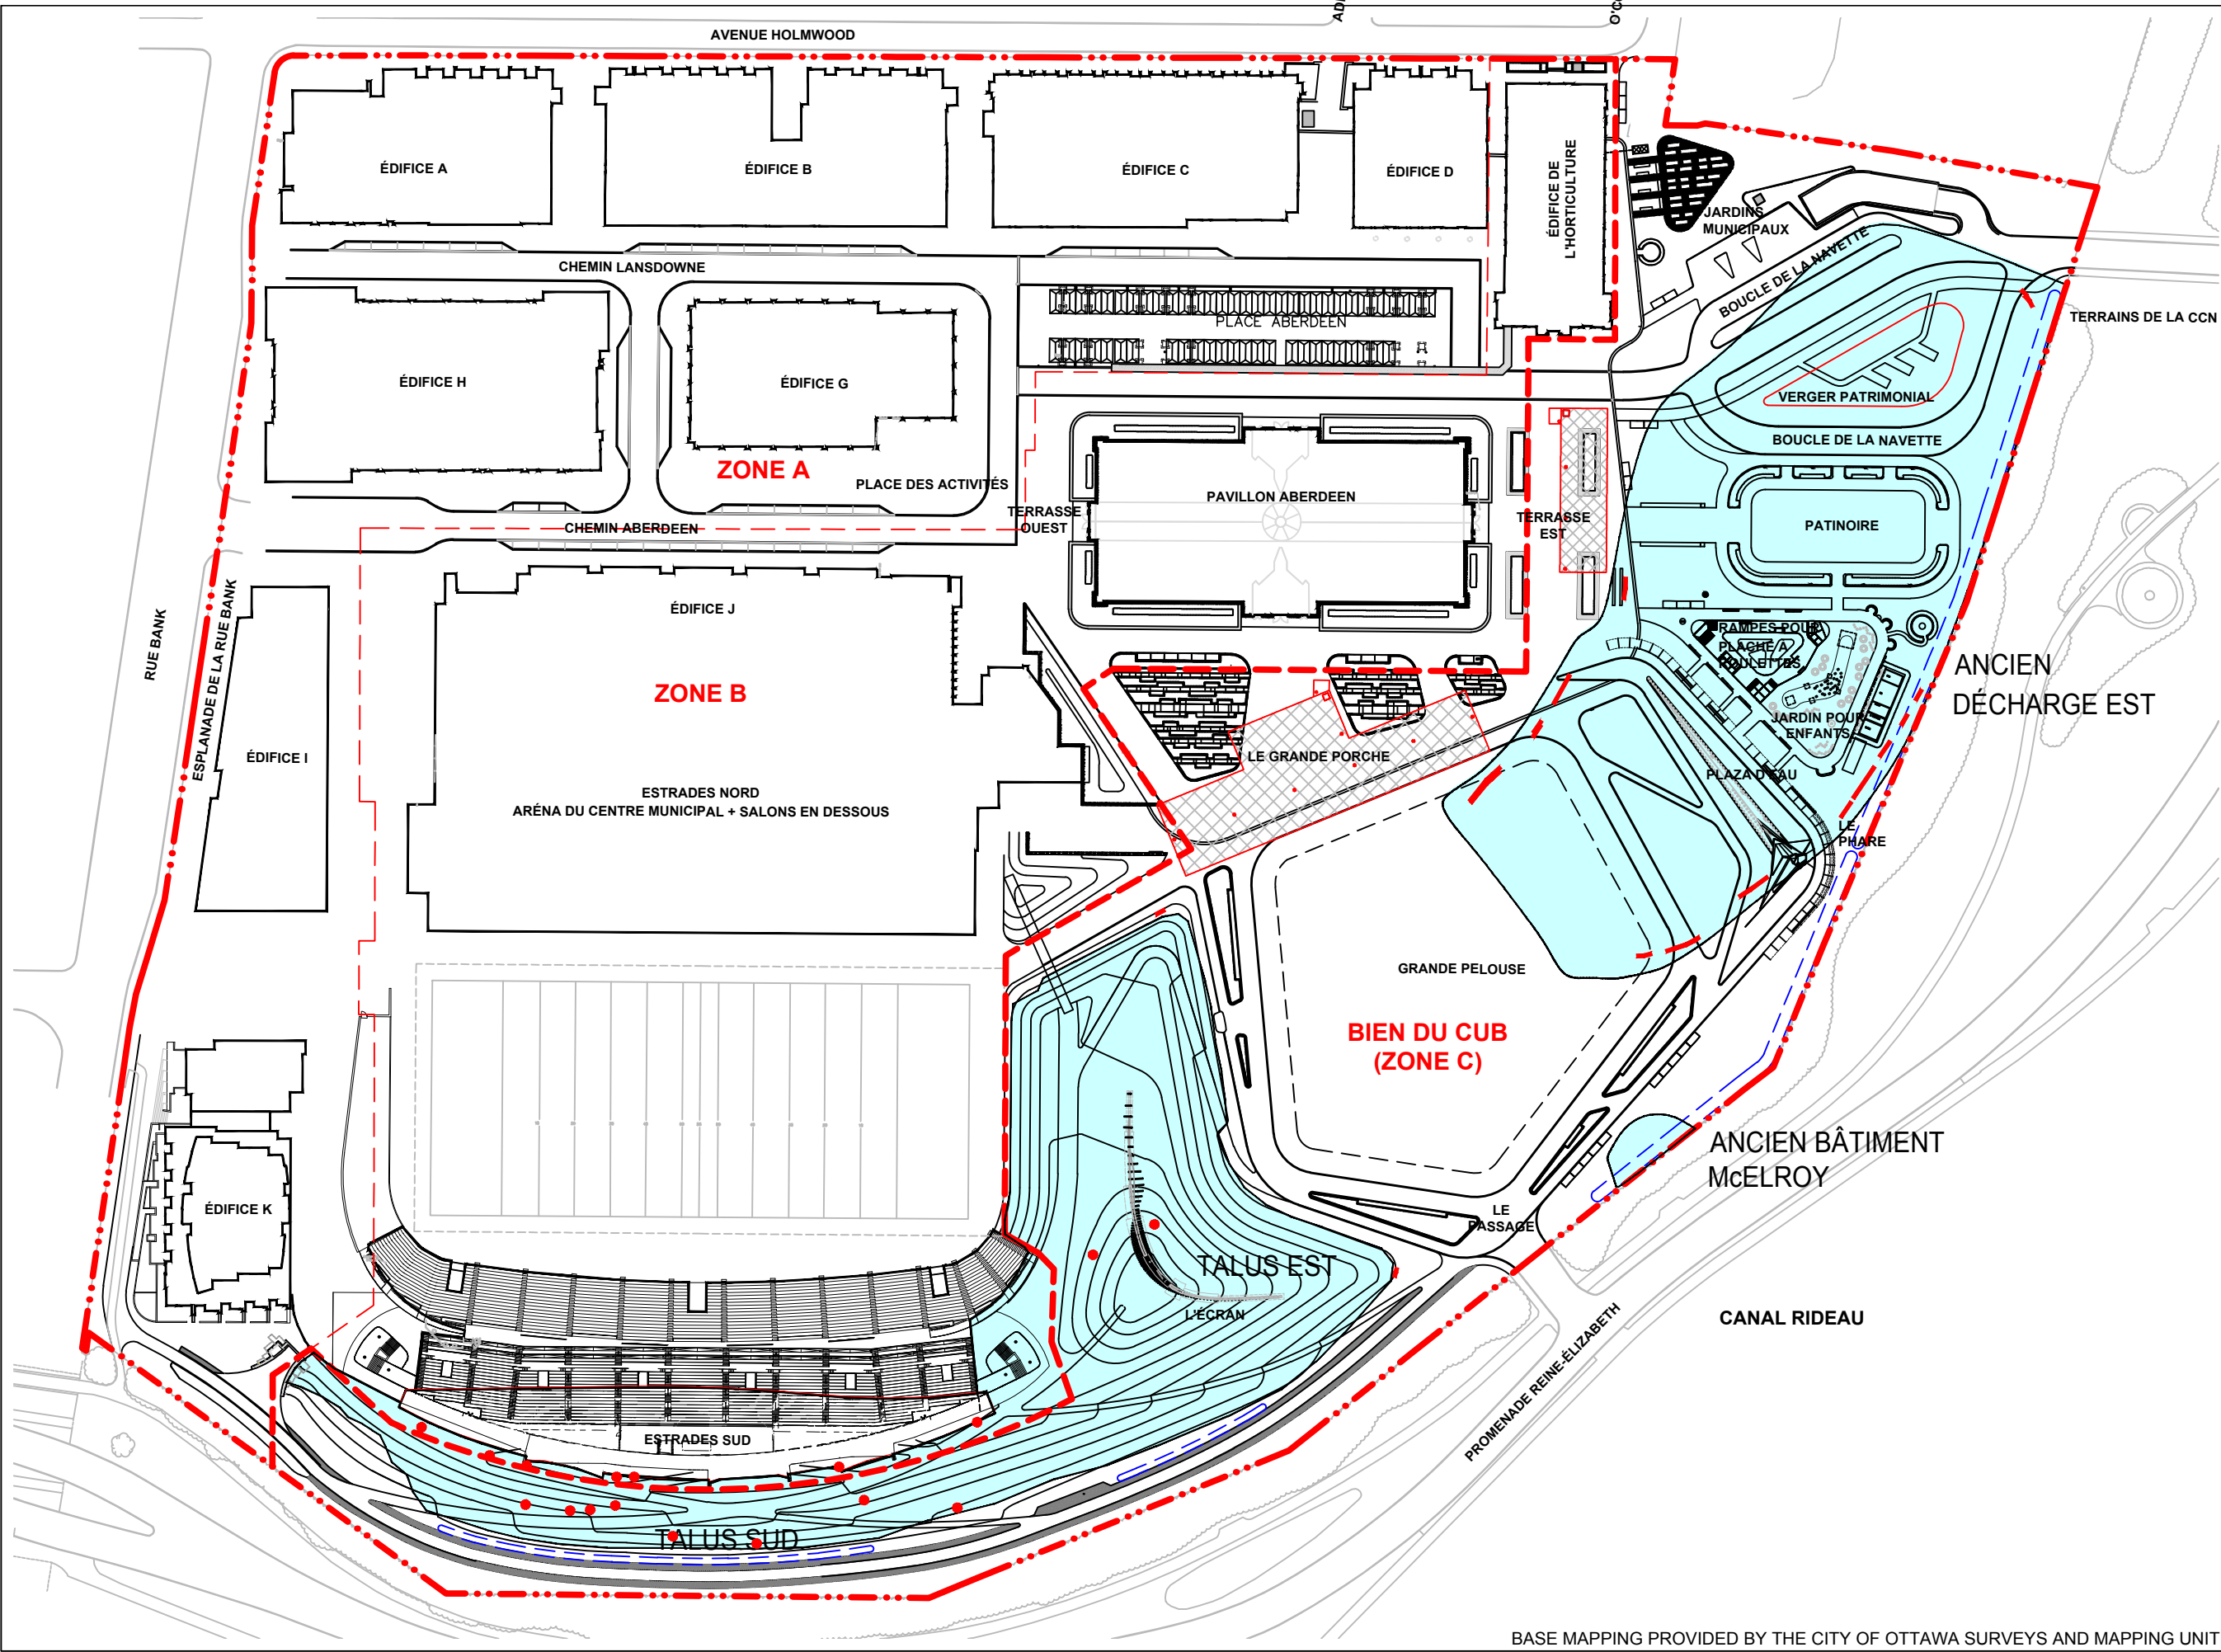 AVENUE HOLMWOOD
ÉDIFICE A
ÉDIFICE B
ÉDIFICE C
ÉDIFICE D
ÉDIFICE DE
L'HORTICULTURE
JARDINS
MUNICIPAUX
BOUCLE DE LA NAVETTE
CHEMIN LANSDOWNE
PLACE ABERDEEN
TERRAINS DE LA CCN
ÉDIFICE H
ÉDIFICE G
VERGER PATRIMONIAL
BOUCLE DE LA NAVETTE
ZONE A
PLACE DES ACTIVITÉS
PAVILLON ABERDEEN
TERRASSE
OUEST
TERRASSE
EST
PATINOIRE
CHEMIN ABERDEEN
RUE BANK
ESPLANADE DE LA RUE BANK
ÉDIFICE J
RAMPES POUR
PLACHE À
ROULETTES
ANCIEN
DÉCHARGE EST
ZONE B
JARDIN POUR
ENFANTS
ÉDIFICE I
LE GRANDE PORCHE
PLAZA D'EAU
ESTRADES NORD
ARÉNA DU CENTRE MUNICIPAL + SALONS EN DESSOUS
LE
PHARE
GRANDE PELOUSE
BIEN DU CUB
(ZONE C)
ANCIEN BÂTIMENT
McELROY
ÉDIFICE K
LE
PASSAGE
TALUS EST
L'ÉCRAN
CANAL RIDEAU
PROMENADE REINE-ÉLIZABETH
ESTRADES SUD
TALUS SUD
BASE MAPPING PROVIDED BY THE CITY OF OTTAWA SURVEYS AND MAPPING UNIT